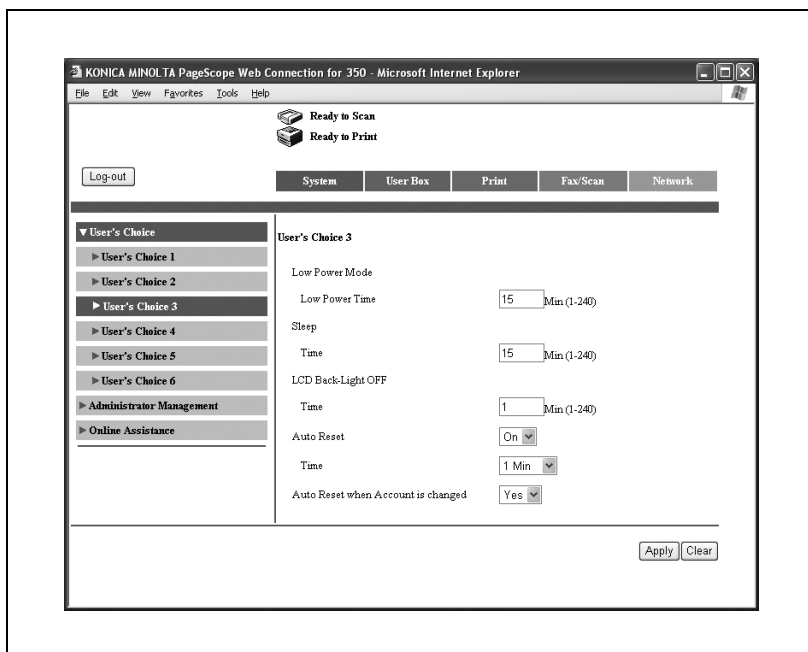 KONICA MINOLTA PageScope Web Connection for 350 - Microsoft Internet Explorer
File Edit View Favorites Tools Help
Ready to Scan
Ready to Print
Log-out
System User Box Print Fax/Scan Network
▼User's Choice
▶User's Choice 1
▶User's Choice 2
▶User's Choice 3
▶User's Choice 4
▶User's Choice 5
▶User's Choice 6
▶Administrator Management
▶Online Assistance
User's Choice 3
Low Power Mode
Low Power Time 15 Min (1-240)
Sleep
Time 15 Min (1-240)
LCD Back-Light OFF
Time 1 Min (1-240)
Auto Reset On
Time 1 Min
Auto Reset when Account is changed Yes
Apply Clear